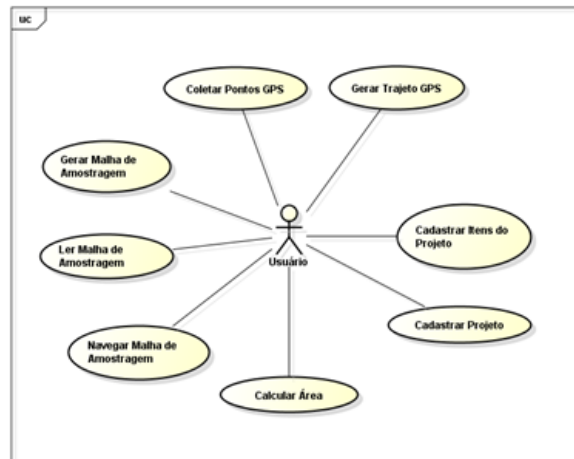 uc
Coletar Pontos GPS
Gerar Trajeto GPS
Gerar Malha de
Amostragem
Cadastrar Itens do
Projeto
Ler Malha de
Amostragem
Usuário
Cadastrar Projeto
Navegar Malha de
Amostragem
Calcular Área